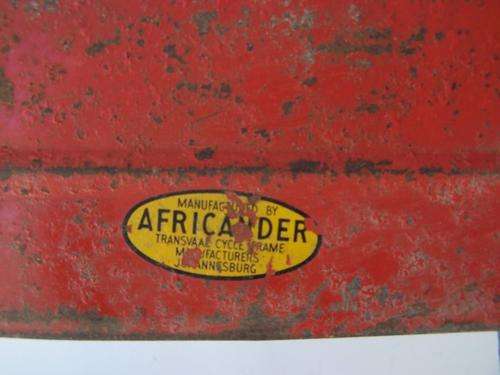 MANUFACTURED BY
AFRICANDER
TRANSVAAL CYCLE FRAME
MANUFACTURERS
JOHANNESBURG